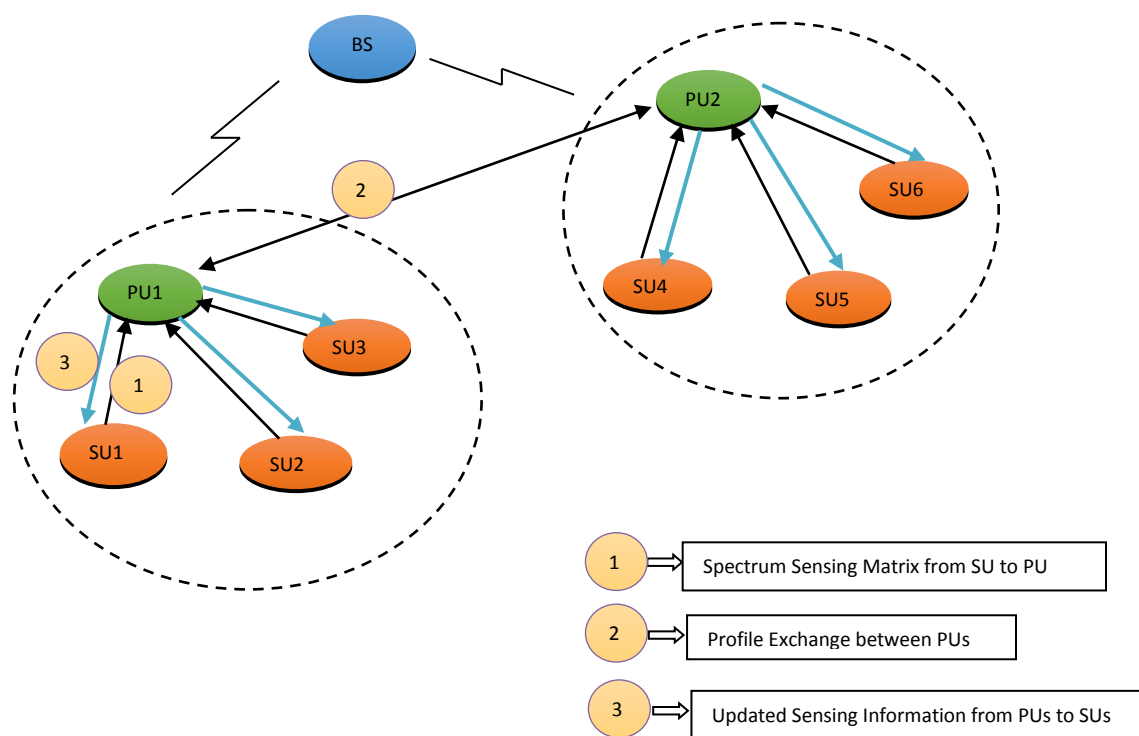 BS
PU2
SU6
2
SU4
SU5
PU1
SU3
3
1
SU1
SU2
1
Spectrum Sensing Matrix from SU to PU
2
Profile Exchange between PUs
3
Updated Sensing Information from PUs to SUs